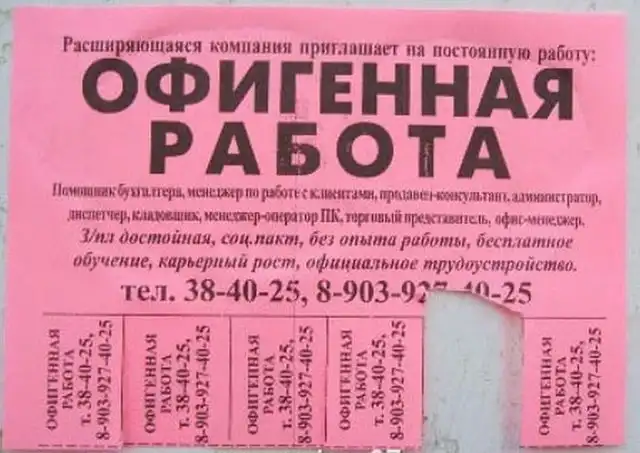 Расширяющаяся компания приглашает на постоянную работу:
ОФИГЕННАЯ
РАБОТА
Помошник бухгалтера, менеджер по работе с клиентами, продавец-консультант, администратор,
диспетчер, кладовщик, менеджер-оператор ПК, торговый представитель, офис-менеджер.
З/пл достойная, соц.пакт, без опыта работы, бесплатное
обучение, карьерный рост, официальное трудоустройство.
тел. 38-40-25, 8-903-927-40-25
ОФИГЕННАЯ
РАБОТА
т. 38-40-25,
8-903-927-40-25
ОФИГЕННАЯ
РАБОТА
т. 38-40-25,
8-903-927-40-25
ОФИГЕННАЯ
РАБОТА
т. 38-40-25,
8-903-927-40-25
ОФИГЕННАЯ
РАБОТА
т. 38-40-25,
8-903-927-40-25
ОФИГЕННАЯ
РАБОТА
т. 38-40-25,
8-903-927-40-25